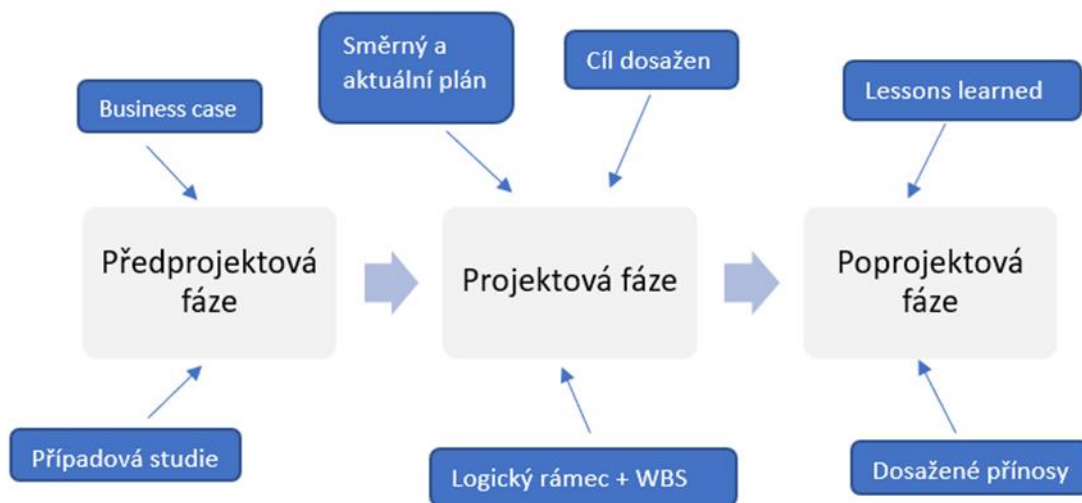 Směrný a
aktuální plán
Cíl dosažen
Business case
Lessons learned
Předprojektová
fáze
Projektová fáze
Poprojektová
fáze
Případová studie
Logický rámec + WBS
Dosažené přínosy